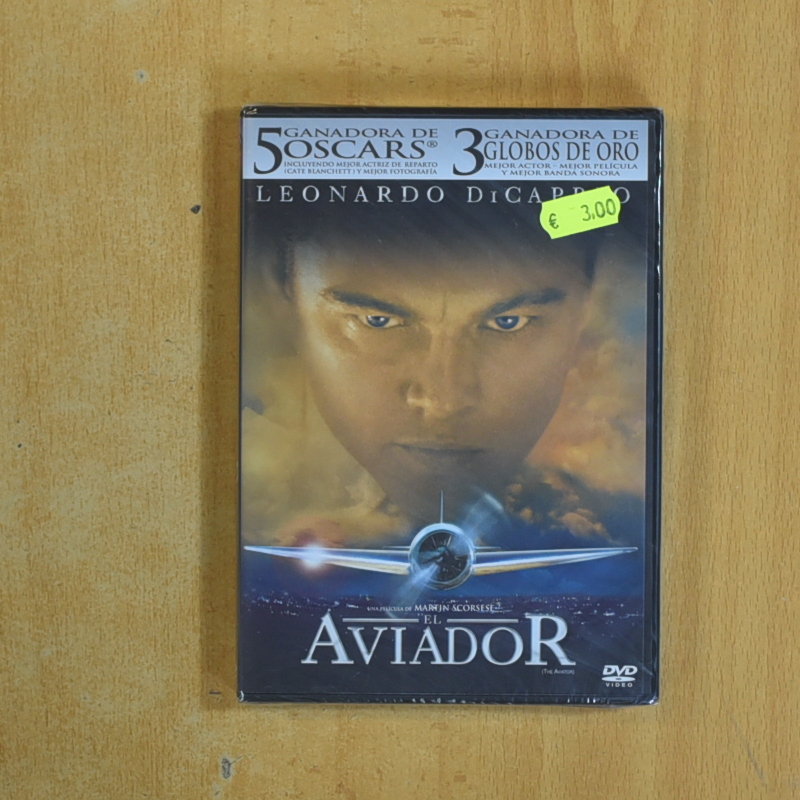 5 GANADORA DE
OSCARS®
INCLUYENDO MEJOR ACTRIZ DE REPARTO
(CATE BLANCHETT) Y MEJOR FOTOGRAFÍA
3 GANADORA DE
GLOBOS DE ORO
MEJOR ACTOR - MEJOR PELÍCULA
Y MEJOR BANDA SONORA
LEONARDO DICAPRIO
€ 3,00
UNA PELÍCULA DE MARTIN SCORSESE
EL
AVIADOR
(THE AVIATOR)
DVD
VIDEO